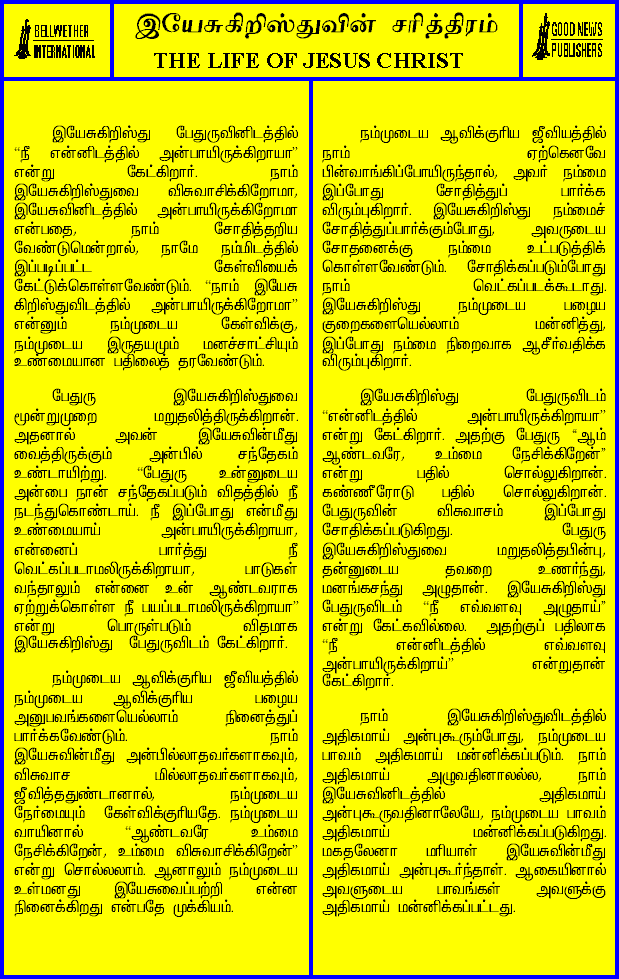 BELLWETHER
INTERNATIONAL
இயேசுகிறிஸ்துவின் சரித்திரம்
THE LIFE OF JESUS CHRIST
GOOD NEWS
PUBLISHERS
இயேசுகிறிஸ்து பேதுருவினிடத்தில்
“நீ என்னிடத்தில் அன்பாயிருக்கிறாயா”
என்று கேட்கிறார். நாம்
இயேசுகிறிஸ்துவை விசுவாசிக்கிறோமா,
இயேசுவினிடத்தில் அன்பாயிருக்கிறோமா
என்பதை, நாம் சோதித்தறிய
வேண்டுமென்றால், நாமே நம்மிடத்தில்
இப்படிப்பட்ட கேள்வியைக்
கேட்டுக்கொள்ளவேண்டும். “நாம் இயேசு
கிறிஸ்துவிடத்தில் அன்பாயிருக்கிறோமா”
என்னும் நம்முடைய கேள்விக்கு,
நம்முடைய இருதயமும் மனச்சாட்சியும்
உண்மையான பதிலைத் தரவேண்டும்.
பேதுரு இயேசுகிறிஸ்துவை
மூன்றுமுறை மறுதலித்திருக்கிறான்.
அதனால் அவன் இயேசுவின்மீது
வைத்திருக்கும் அன்பில் சந்தேகம்
உண்டாயிற்று. “பேதுரு உன்னுடைய
அன்பை நான் சந்தேகப்படும் விதத்தில் நீ
நடந்துகொண்டாய். நீ இப்போது என்மீது
உண்மையாய் அன்பாயிருக்கிறாயா,
என்னைப் பார்த்து நீ
வெட்கப்படாமலிருக்கிறாயா, பாடுகள்
வந்தாலும் என்னை உன் ஆண்டவராக
ஏற்றுக்கொள்ள நீ பயப்படாமலிருக்கிறாயா”
என்று பொருள்படும் விதமாக
இயேசுகிறிஸ்து பேதுருவிடம் கேட்கிறார்.
நம்முடைய ஆவிக்குரிய ஜீவியத்தில்
நம்முடைய ஆவிக்குரிய பழைய
அனுபவங்களையெல்லாம் நினைத்துப்
பார்க்கவேண்டும். நாம்
இயேசுவின்மீது அன்பில்லாதவர்களாகவும்,
விசுவாச மில்லாதவர்களாகவும்,
ஜீவித்ததுண்டானால், நம்முடைய
நேர்மையும் கேள்விக்குரியதே. நம்முடைய
வாயினால் “ஆண்டவரே உம்மை
நேசிக்கிறேன், உம்மை விசுவாசிக்கிறேன்”
என்று சொல்லலாம். ஆனாலும் நம்முடைய
உள்மனது இயேசுவைப்பற்றி என்ன
நினைக்கிறது என்பதே முக்கியம்.
நம்முடைய ஆவிக்குரிய ஜீவியத்தில்
நாம் ஏற்கெனவே
பின்வாங்கிப்போயிருந்தால், அவர் நம்மை
இப்போது சோதித்துப் பார்க்க
விரும்புகிறார். இயேசுகிறிஸ்து நம்மைச்
சோதித்துப்பார்க்கும்போது, அவருடைய
சோதனைக்கு நம்மை உட்படுத்திக்
கொள்ளவேண்டும். சோதிக்கப்படும்போது
நாம் வெட்கப்படக்கூடாது.
இயேசுகிறிஸ்து நம்முடைய பழைய
குறைகளையெல்லாம் மன்னித்து,
இப்போது நம்மை நிறைவாக ஆசீர்வதிக்க
விரும்புகிறார்.
இயேசுகிறிஸ்து பேதுருவிடம்
“என்னிடத்தில் அன்பாயிருக்கிறாயா”
என்று கேட்கிறார். அதற்கு பேதுரு “ஆம்
ஆண்டவரே, உம்மை நேசிக்கிறேன்”
என்று பதில் சொல்லுகிறான்.
கண்ணீரோடு பதில் சொல்லுகிறான்.
பேதுருவின் விசுவாசம் இப்போது
சோதிக்கப்படுகிறது. பேதுரு
இயேசுகிறிஸ்துவை மறுதலித்தபின்பு,
தன்னுடைய தவறை உணர்ந்து,
மனங்கசந்து அழுதான். இயேசுகிறிஸ்து
பேதுருவிடம் “நீ எவ்வளவு அழுதாய்”
என்று கேட்கவில்லை. அதற்குப் பதிலாக
“நீ என்னிடத்தில் எவ்வளவு
அன்பாயிருக்கிறாய்” என்றுதான்
கேட்கிறார்.
நாம் இயேசுகிறிஸ்துவிடத்தில்
அதிகமாய் அன்புகூரும்போது, நம்முடைய
பாவம் அதிகமாய் மன்னிக்கப்படும். நாம்
அதிகமாய் அழுவதினாலல்ல, நாம்
இயேசுவினிடத்தில் அதிகமாய்
அன்புகூருவதினாலேயே, நம்முடைய பாவம்
அதிகமாய் மன்னிக்கப்படுகிறது.
மகதலேனா மரியாள் இயேசுவின்மீது
அதிகமாய் அன்புகூர்ந்தாள். ஆகையினால்
அவளுடைய பாவங்கள் அவளுக்கு
அதிகமாய் மன்னிக்கப்பட்டது.